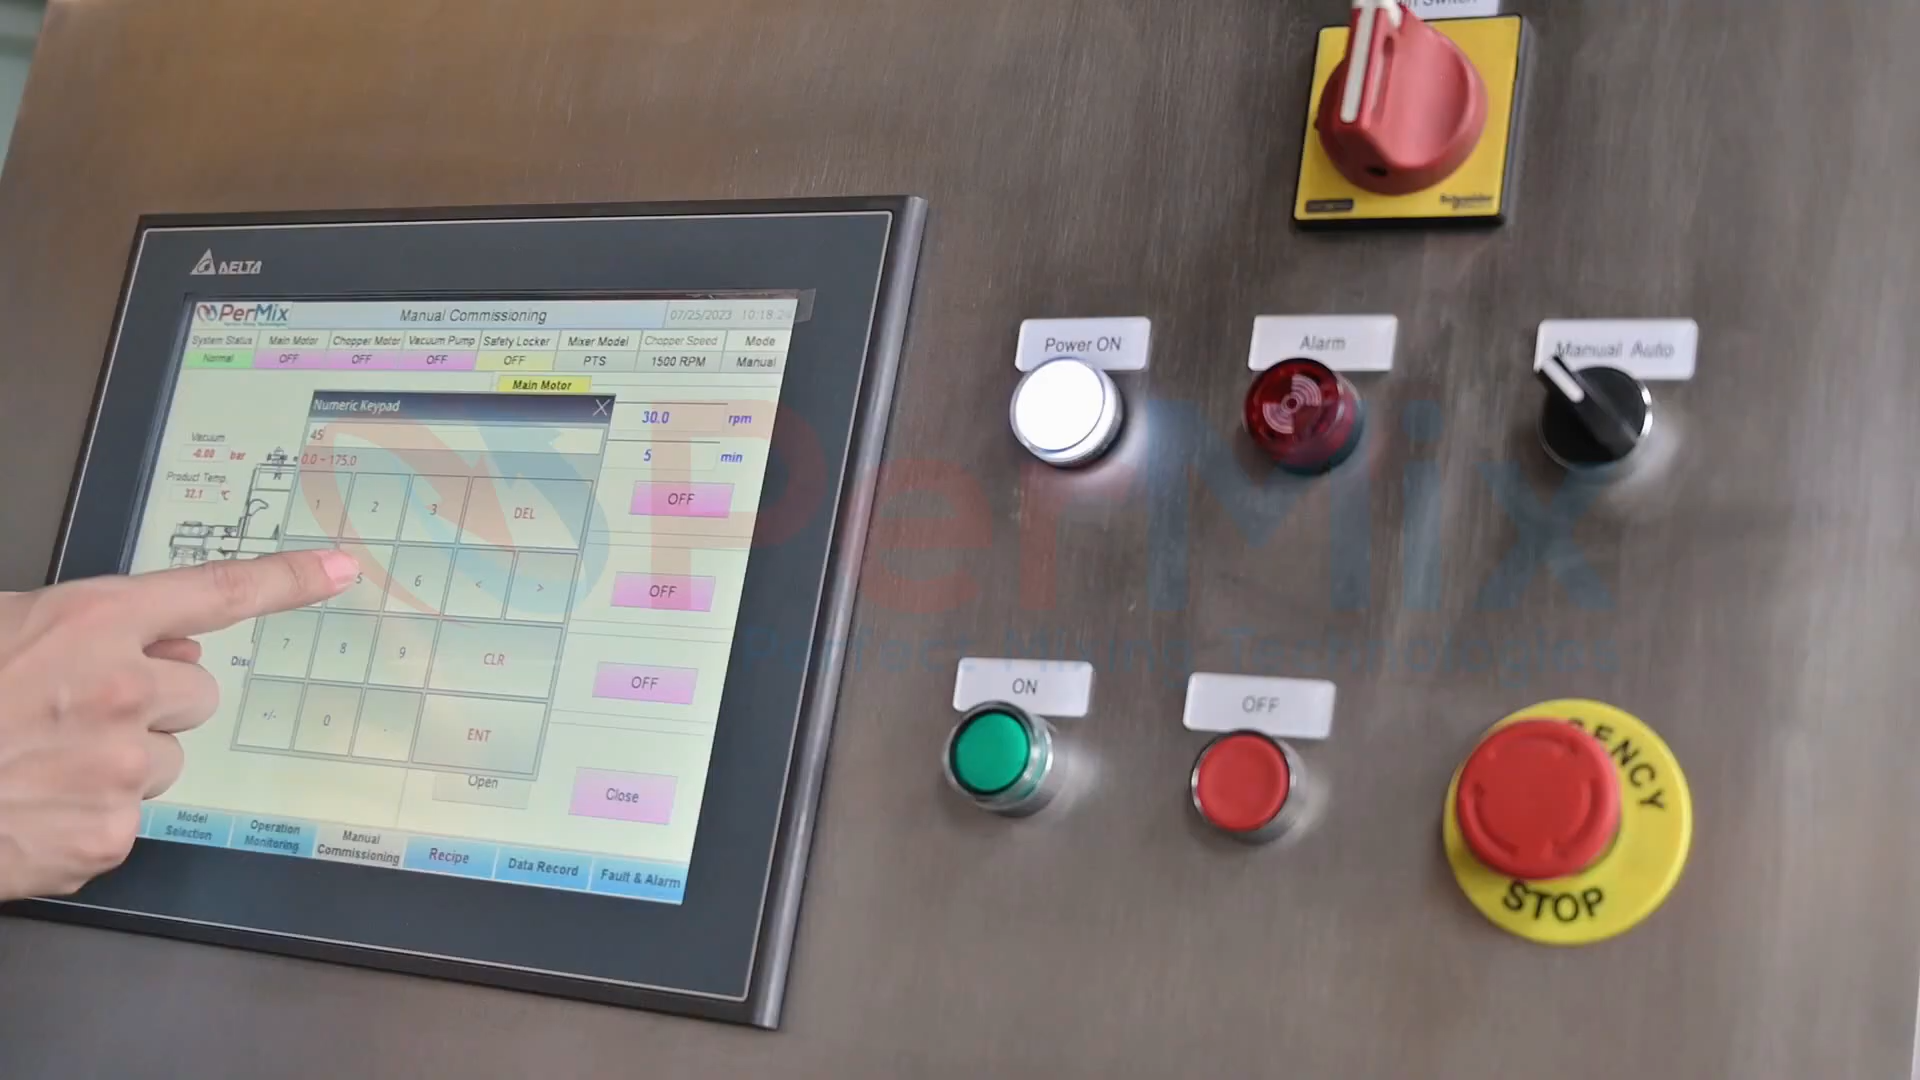 Switch
Schneider
DELTA
PerMix
Manual Commissioning
07/25/2023 10:18
System Status Main Motor Chopper Motor Vacuum Pump Safety Locker Mixer Model Chopper Speed Mode
Normal OFF OFF OFF OFF PTS 1500 RPM Manual
Main Motor
Numeric Keypad
45
0.0 ~ 175.0
30.0 rpm
5 min
Vacuum
-0.00 bar
Product Temp.
32.1 ℃
1 2 3 DEL
5 6 < >
7 8 9 CLR
+/- 0 . ENT
OFF
OFF
OFF
Open
Close
Model Selection
Operation Monitoring
Manual Commissioning
Recipe
Data Record
Fault & Alarm
Power ON
Alarm
Manual Auto
ON
OFF
GENCY
STOP
PerMix
Perfect Mixing Technologies